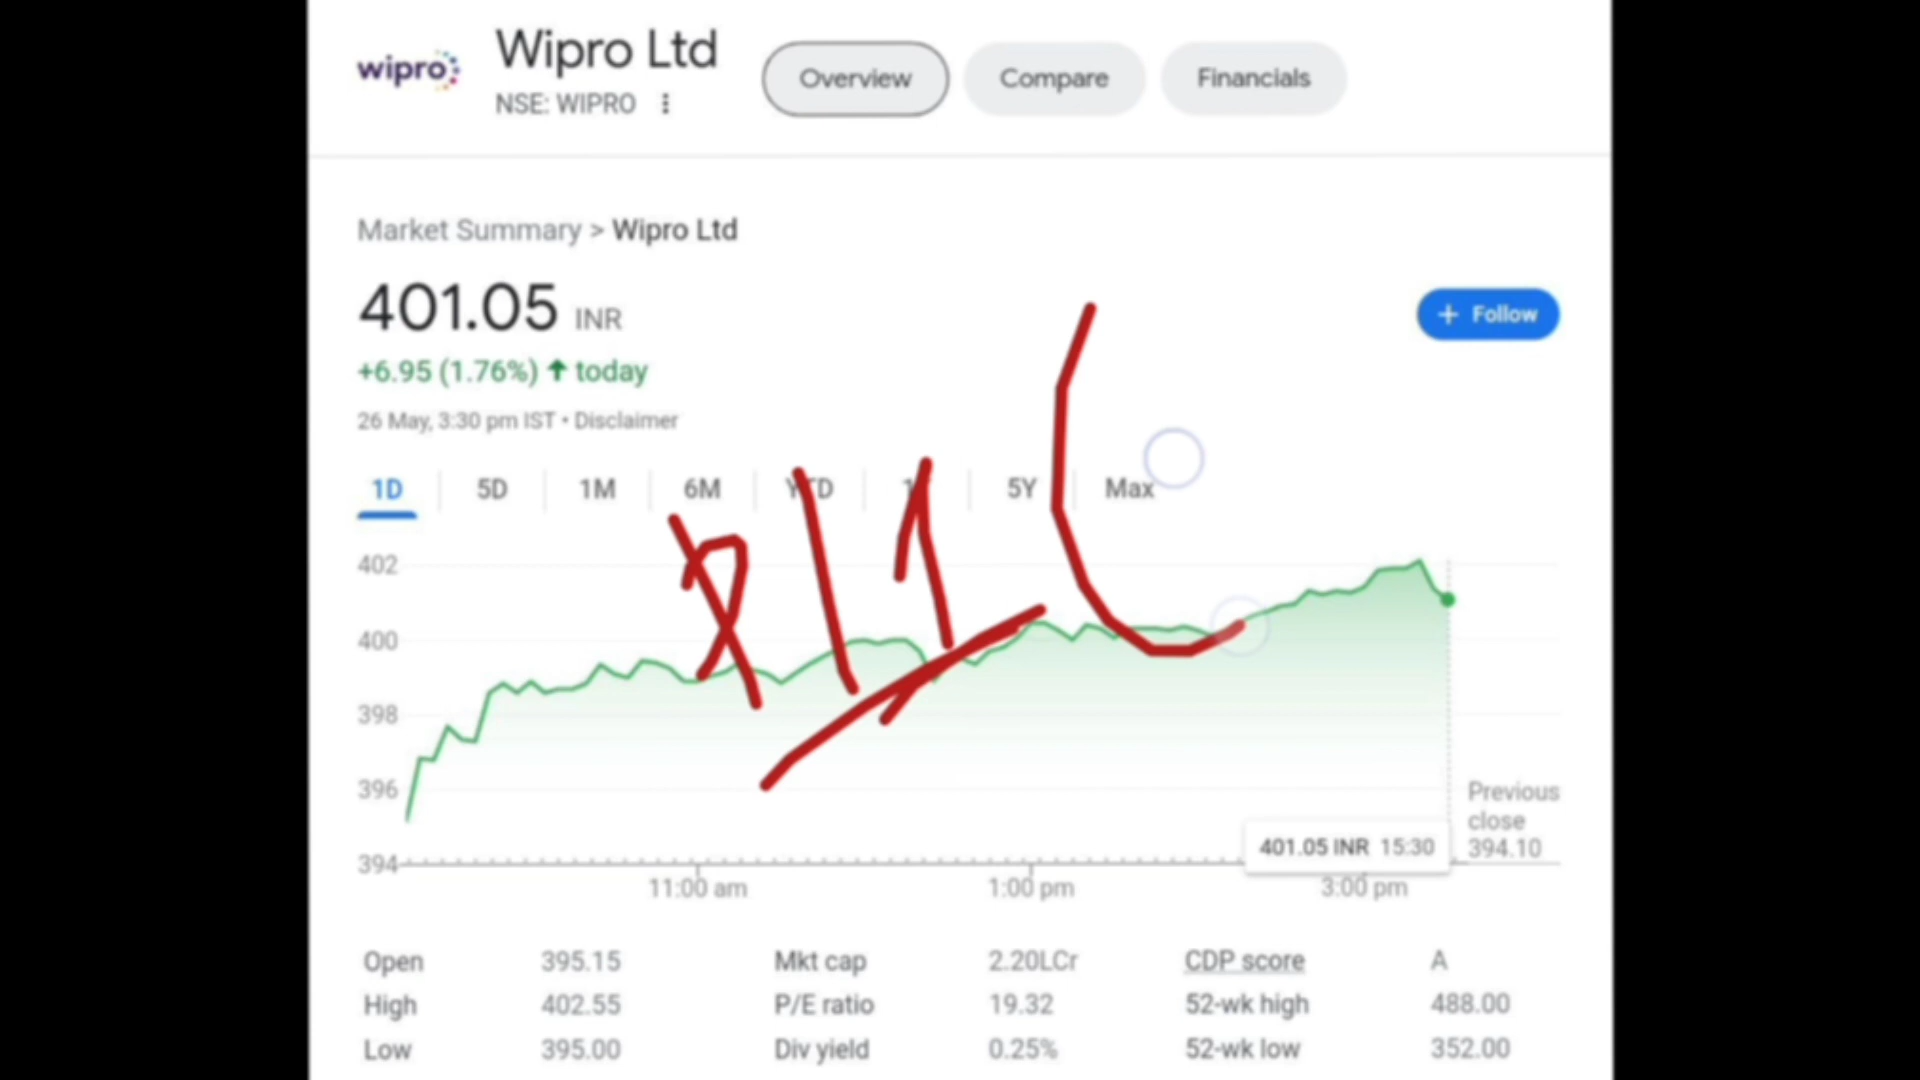 wipro
Wipro Ltd
NSE: WIPRO
Overview
Compare
Financials
Market Summary > Wipro Ltd
401.05 INR
+ Follow
+6.95 (1.76%) ↑ today
26 May, 3:30 pm IST • Disclaimer
1D 5D 1M 6M YTD 5Y Max
402
400
398
396
394
Previous
close
394.10
401.05 INR 15:30
11:00 am 1:00 pm 3:00 pm
Open 395.15 Mkt cap 2.20LCr CDP score A
High 402.55 P/E ratio 19.32 52-wk high 488.00
Low 395.00 Div yield 0.25% 52-wk low 352.00